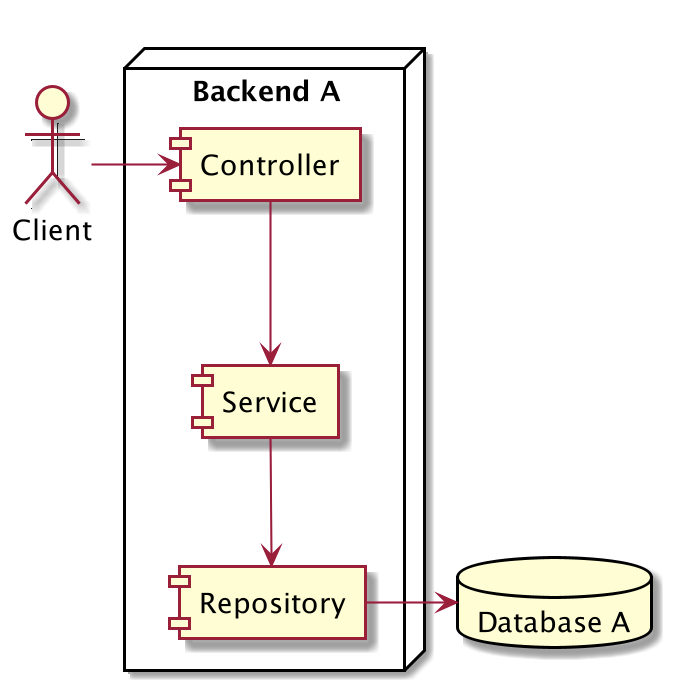 Backend A
Client
Controller
Service
Repository
Database A